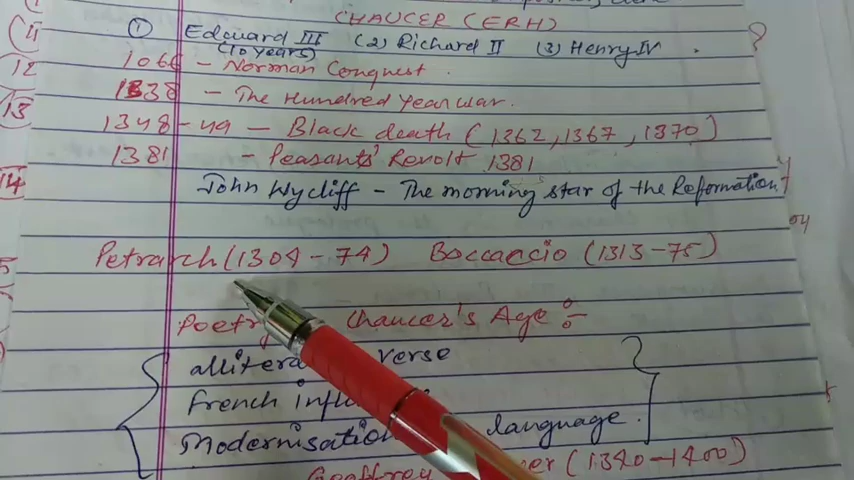 CHAUCER (ERH)
① Edouard III (2) Richard II (3) Henry IV .
(10 years)
1066 - Norman Conquest .
1338 - The Hundred Year war.
1348-49 - Black death (1362, 1367, 1370)
1381 - Peasants' Revolt 1381
John Wycliff - The morning star of the Reformation.
Petrarch (1304 - 74) Boccaccio (1313-75)
Chaucer's Age :-
verse
French
Modernisation language.
(1340-1400)